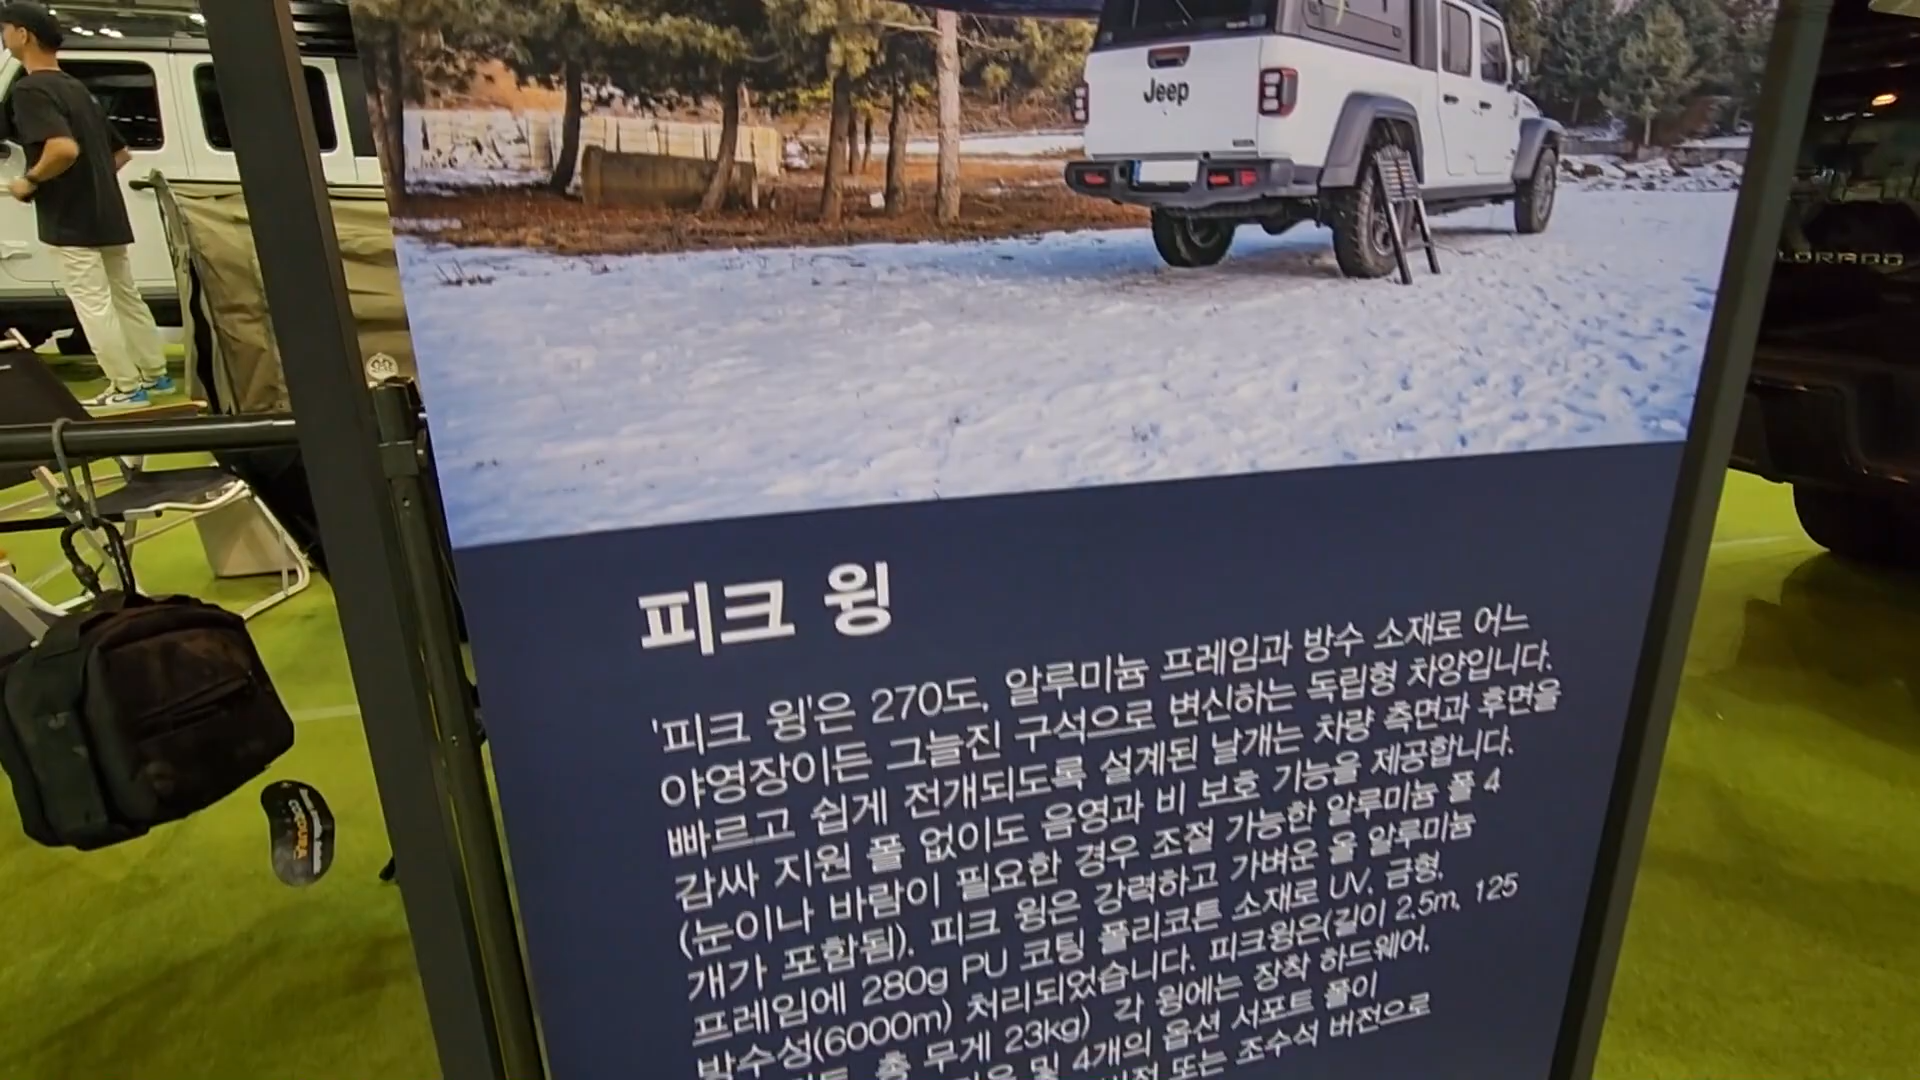 Jeep
LORADO
피크 윙
'피크 윙'은 270도, 알루미늄 프레임과 방수 소재로 어느
야영장이든 그늘진 구석으로 변신하는 독립형 차양입니다.
빠르고 쉽게 전개되도록 설계된 날개는 차량 측면과 후면을
감싸 지원 폴 없이도 음영과 비 보호 기능을 제공합니다.
(눈이나 바람이 필요한 경우 조절 가능한 알루미늄 폴 4
개가 포함됨). 피크 윙은 강력하고 가벼운 올 알루미늄
프레임에 280g PU 코팅 폴리코튼 소재로 UV, 금형,
방수성(6000m) 처리되었습니다. 피크윙은(길이 2.5m, 125
총 무게 23kg) 각 윙에는 장착 하드웨어,
및 4개의 옵션 서포트 폴이
또는 조수석 버전으로
CORDURA